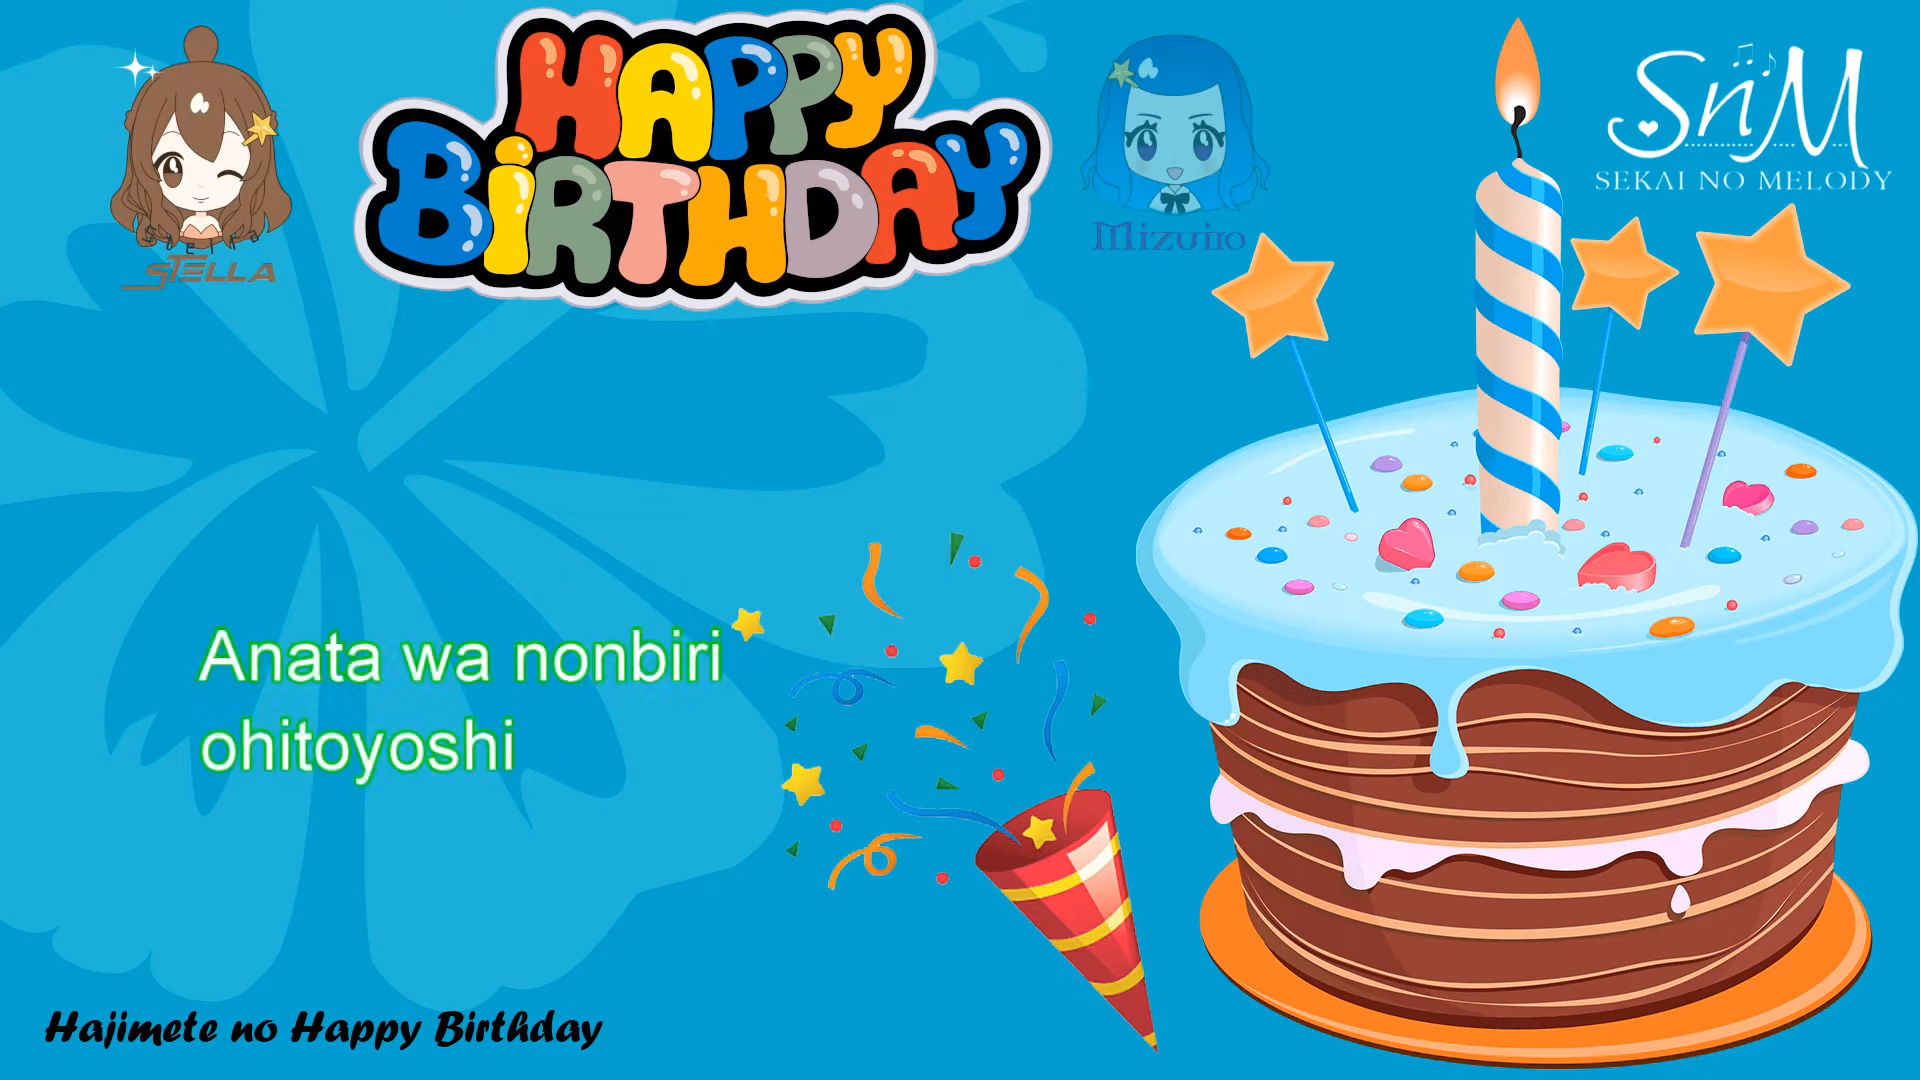 HAPPY
BIRTHDAY
STELLA
Mizuiro
SnM
SEKAI NO MELODY
Anata wa nonbiri
ohitoyoshi
Hajimete no Happy Birthday